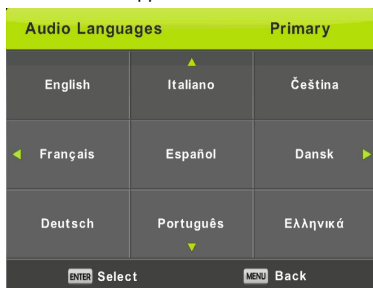 Audio Languages Primary
English Italiano Čeština
Français Español Dansk
Deutsch Português Ελληνικά
ENTER Select MENU Back